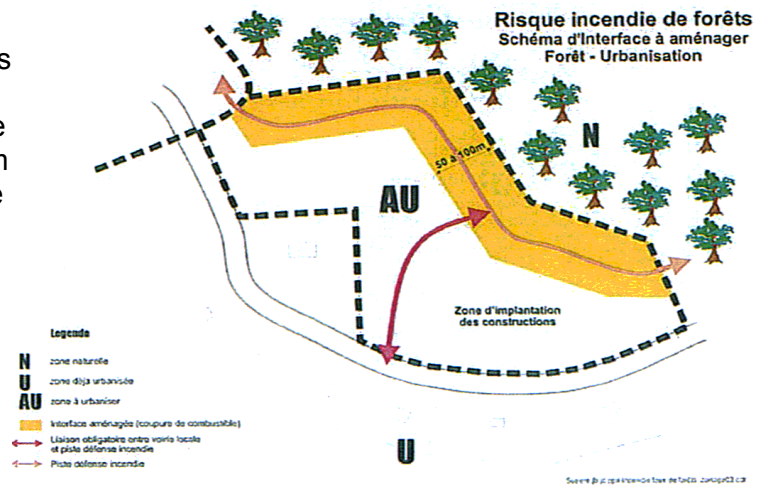 Risque incendie de forêts
Schéma d'Interface à aménager
Forêt - Urbanisation
s
e
n
e
N
50 à 100m
AU
Zone d'implantation
des constructions
Legende
N zone naturelle
U zone déja urbanisée
AU zone à urbaniser
Interface aménagée (coupure de combustible)
Liaison obligatoire entre voirie locale
et piste défense incendie
Piste défense incendie
U